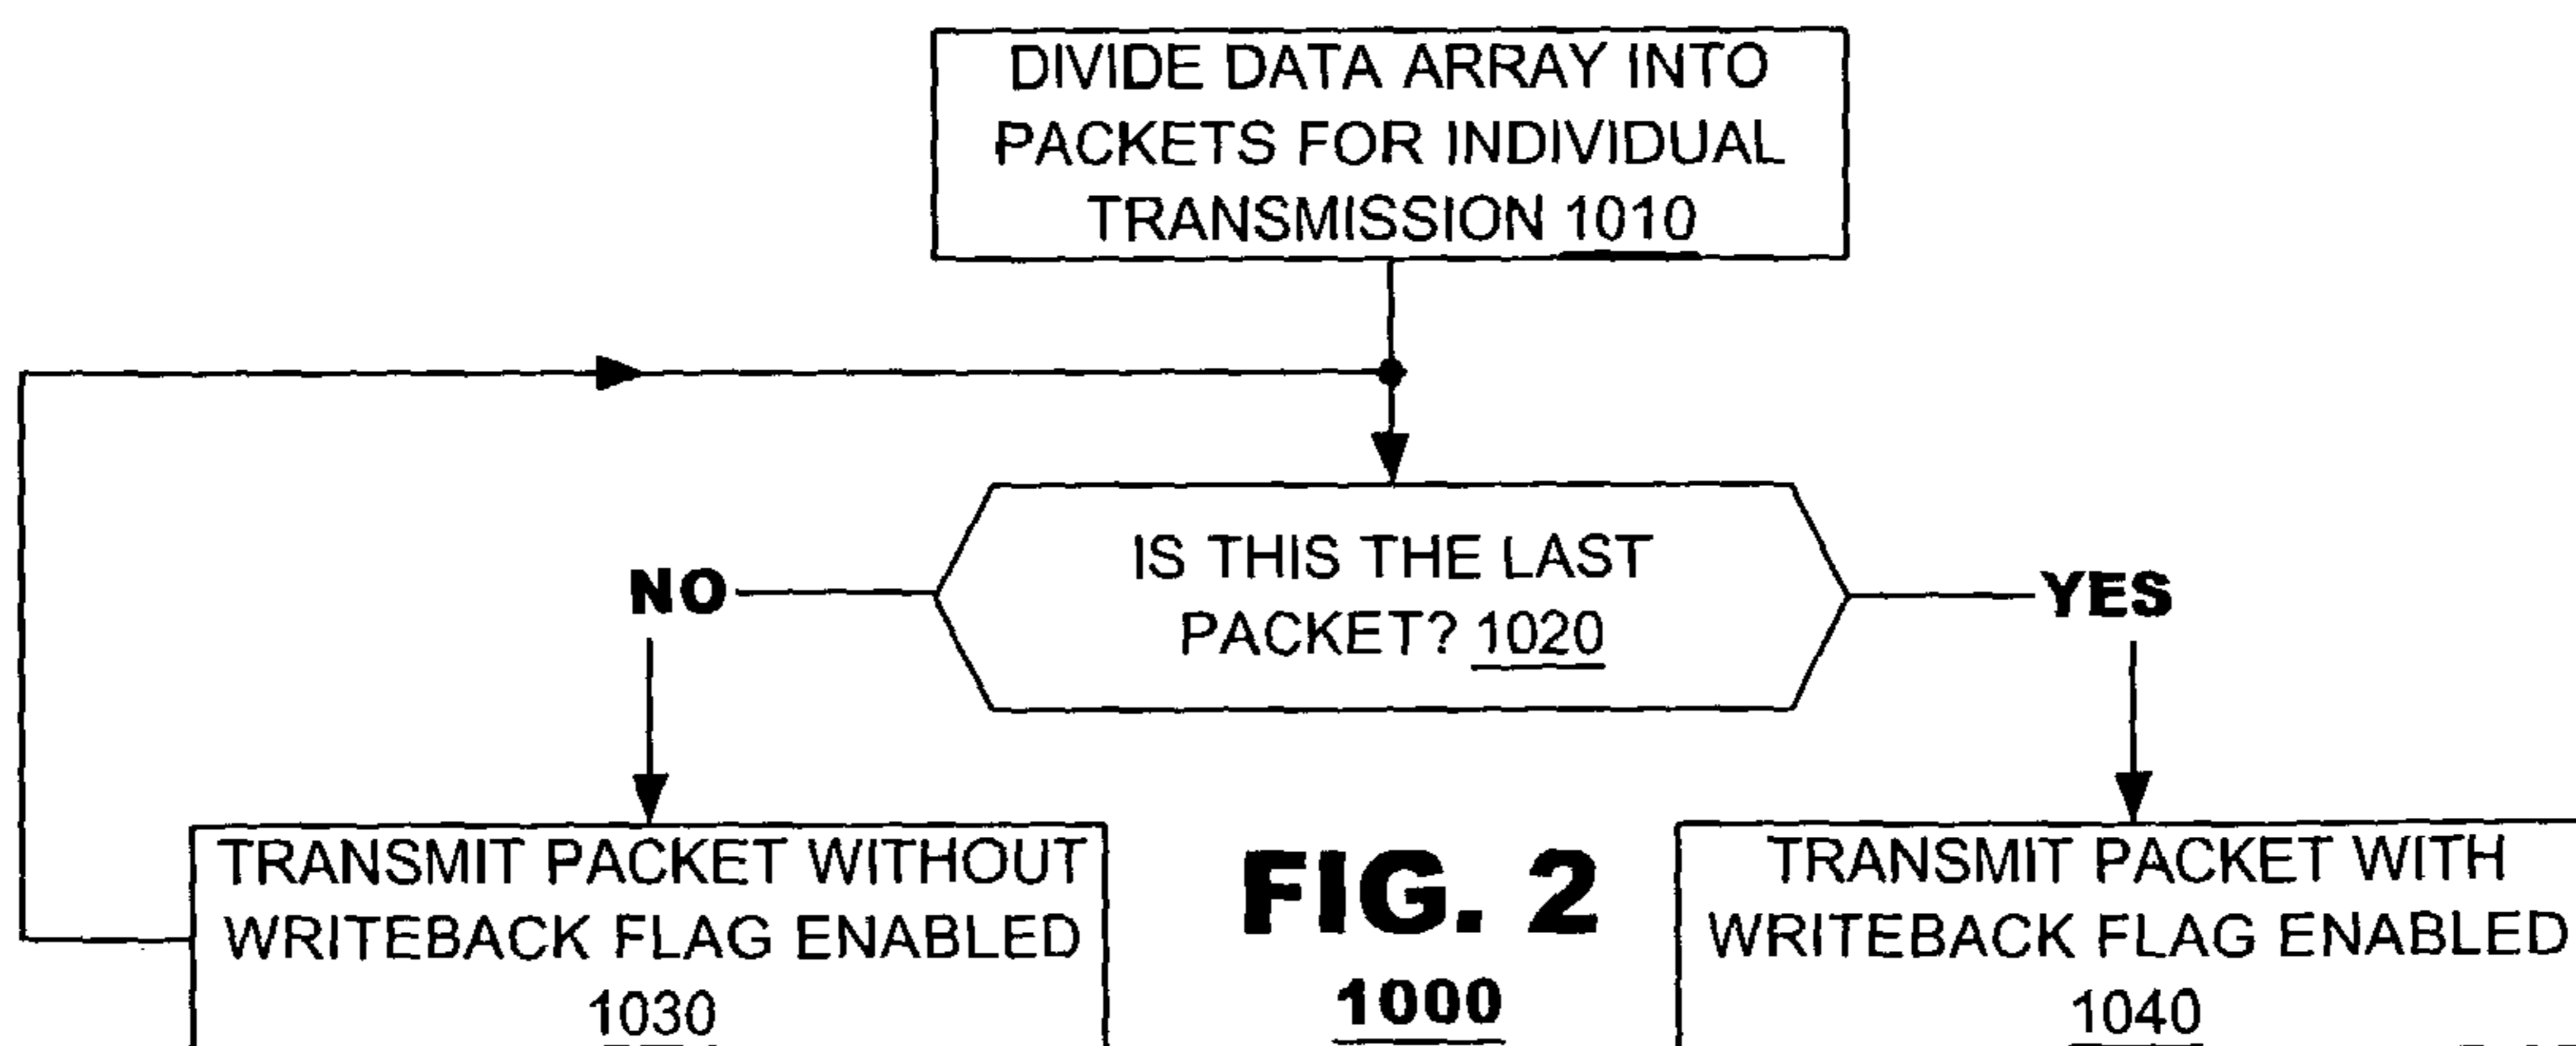 DIVIDE DATA ARRAY INTO
PACKETS FOR INDIVIDUAL
TRANSMISSION 1010
IS THIS THE LAST
PACKET? 1020
NO
YES
TRANSMIT PACKET WITHOUT
WRITEBACK FLAG ENABLED
1030
FIG. 2
1000
TRANSMIT PACKET WITH
WRITEBACK FLAG ENABLED
1040